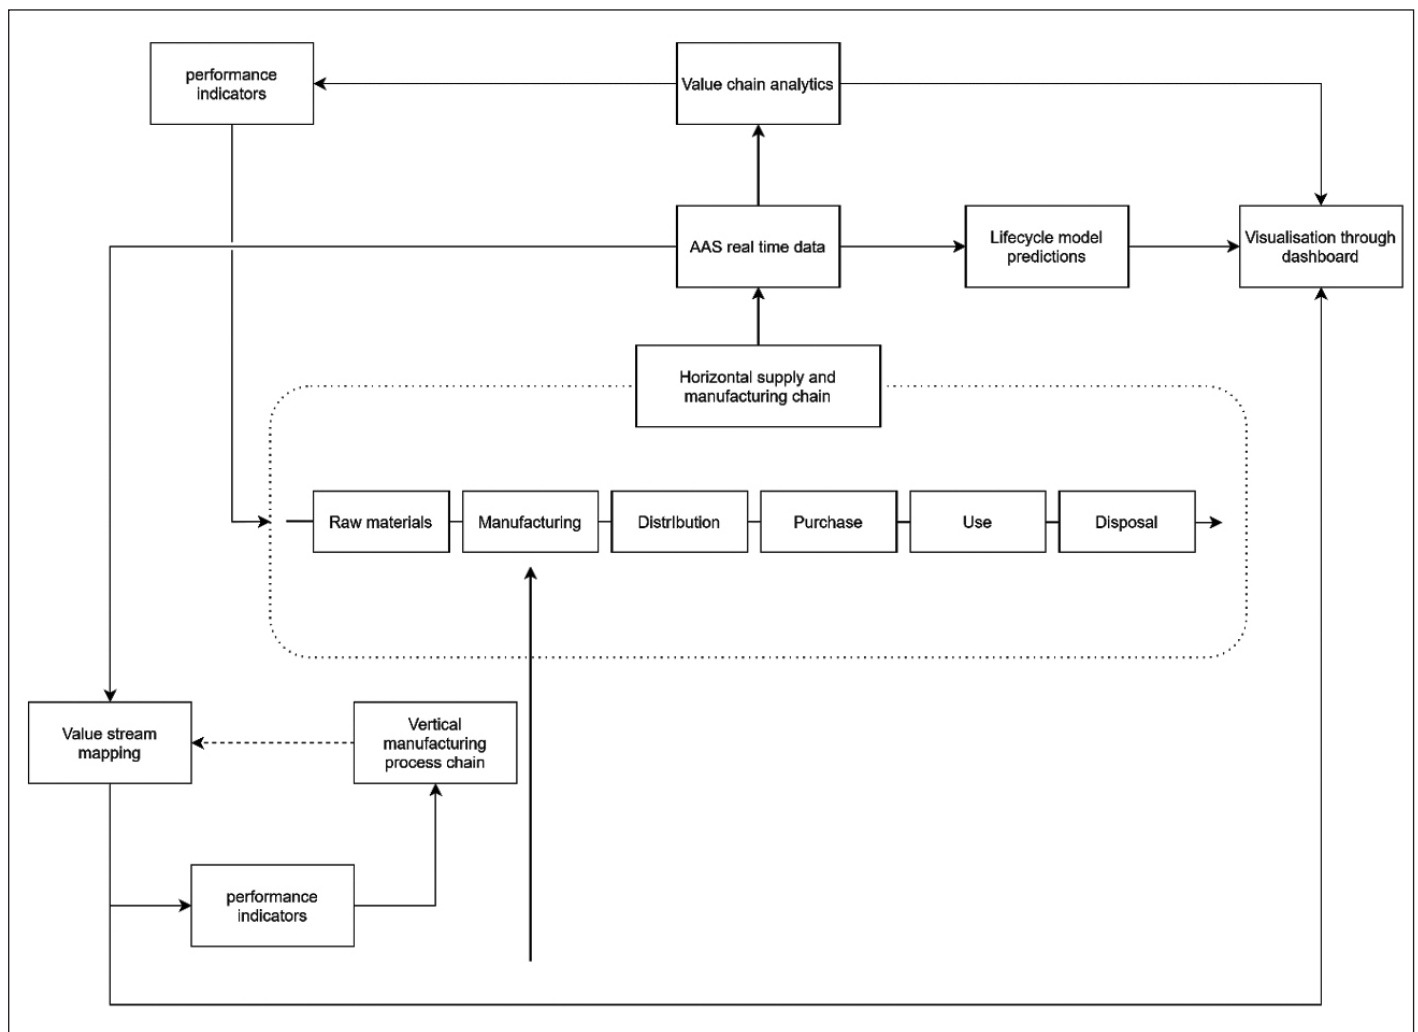 performance
indicators
Value chain analytics
AAS real time data
Lifecycle model
predictions
Visualisation through
dashboard
Horizontal supply and
manufacturing chain
Raw materials
Manufacturing
Distribution
Purchase
Use
Disposal
Value stream
mapping
Vertical
manufacturing
process chain
performance
indicators